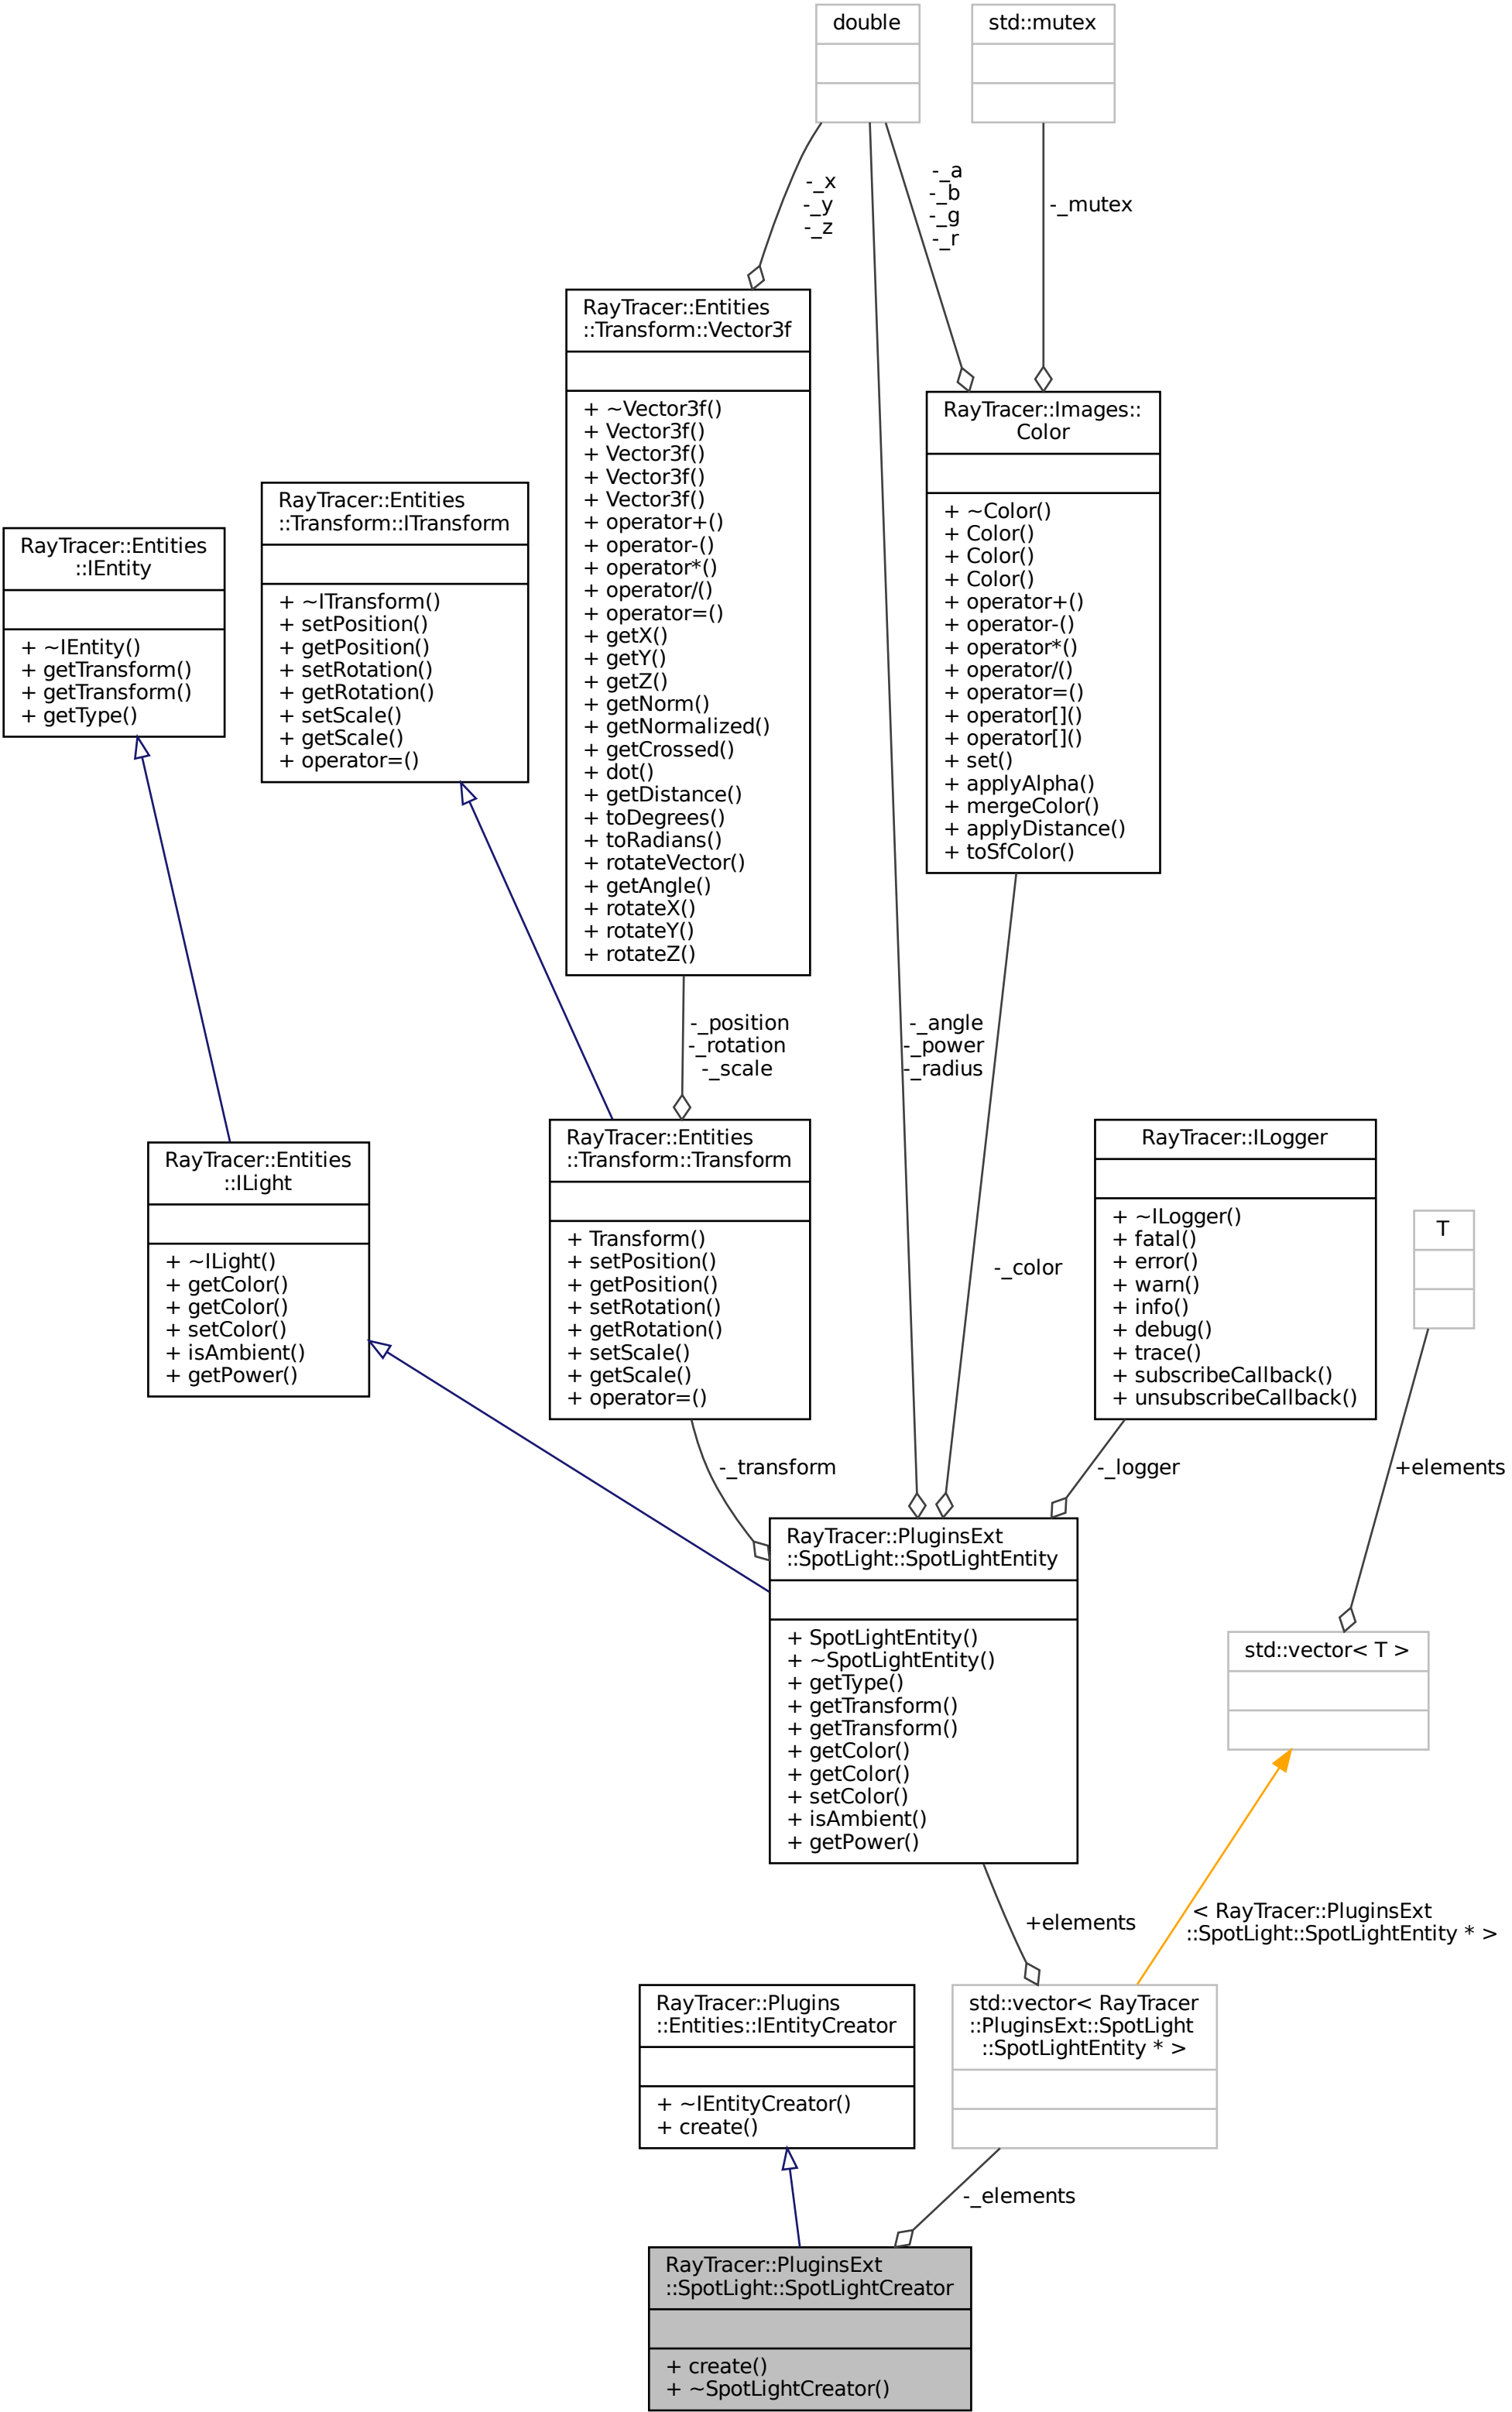 double
std::mutex
-_x
-_y
-_z
-_a
-_b
-_g
-_r
-_mutex
RayTracer::Entities
::Transform::Vector3f
+ ~Vector3f()
+ Vector3f()
+ Vector3f()
+ Vector3f()
+ Vector3f()
+ operator+()
+ operator-()
+ operator*()
+ operator/()
+ operator=()
+ getX()
+ getY()
+ getZ()
+ getNorm()
+ getNormalized()
+ getCrossed()
+ dot()
+ getDistance()
+ toDegrees()
+ toRadians()
+ rotateVector()
+ getAngle()
+ rotateX()
+ rotateY()
+ rotateZ()
RayTracer::Images::
Color
+ ~Color()
+ Color()
+ Color()
+ Color()
+ operator+()
+ operator-()
+ operator*()
+ operator/()
+ operator=()
+ operator[]()
+ operator[]()
+ set()
+ applyAlpha()
+ mergeColor()
+ applyDistance()
+ toSfColor()
RayTracer::Entities
::Transform::ITransform
+ ~ITransform()
+ setPosition()
+ getPosition()
+ setRotation()
+ getRotation()
+ setScale()
+ getScale()
+ operator=()
RayTracer::Entities
::IEntity
+ ~IEntity()
+ getTransform()
+ getTransform()
+ getType()
-_position
-_rotation
-_scale
-_angle
-_power
-_radius
RayTracer::Entities
::ILight
+ ~ILight()
+ getColor()
+ getColor()
+ setColor()
+ isAmbient()
+ getPower()
RayTracer::Entities
::Transform::Transform
+ Transform()
+ setPosition()
+ getPosition()
+ setRotation()
+ getRotation()
+ setScale()
+ getScale()
+ operator=()
-_color
RayTracer::ILogger
+ ~ILogger()
+ fatal()
+ error()
+ warn()
+ info()
+ debug()
+ trace()
+ subscribeCallback()
+ unsubscribeCallback()
T
-_transform
-_logger
+elements
RayTracer::PluginsExt
::SpotLight::SpotLightEntity
+ SpotLightEntity()
+ ~SpotLightEntity()
+ getType()
+ getTransform()
+ getTransform()
+ getColor()
+ getColor()
+ setColor()
+ isAmbient()
+ getPower()
std::vector< T >
+elements
< RayTracer::PluginsExt
::SpotLight::SpotLightEntity * >
RayTracer::Plugins
::Entities::IEntityCreator
+ ~IEntityCreator()
+ create()
std::vector< RayTracer
::PluginsExt::SpotLight
::SpotLightEntity * >
-_elements
RayTracer::PluginsExt
::SpotLight::SpotLightCreator
+ create()
+ ~SpotLightCreator()